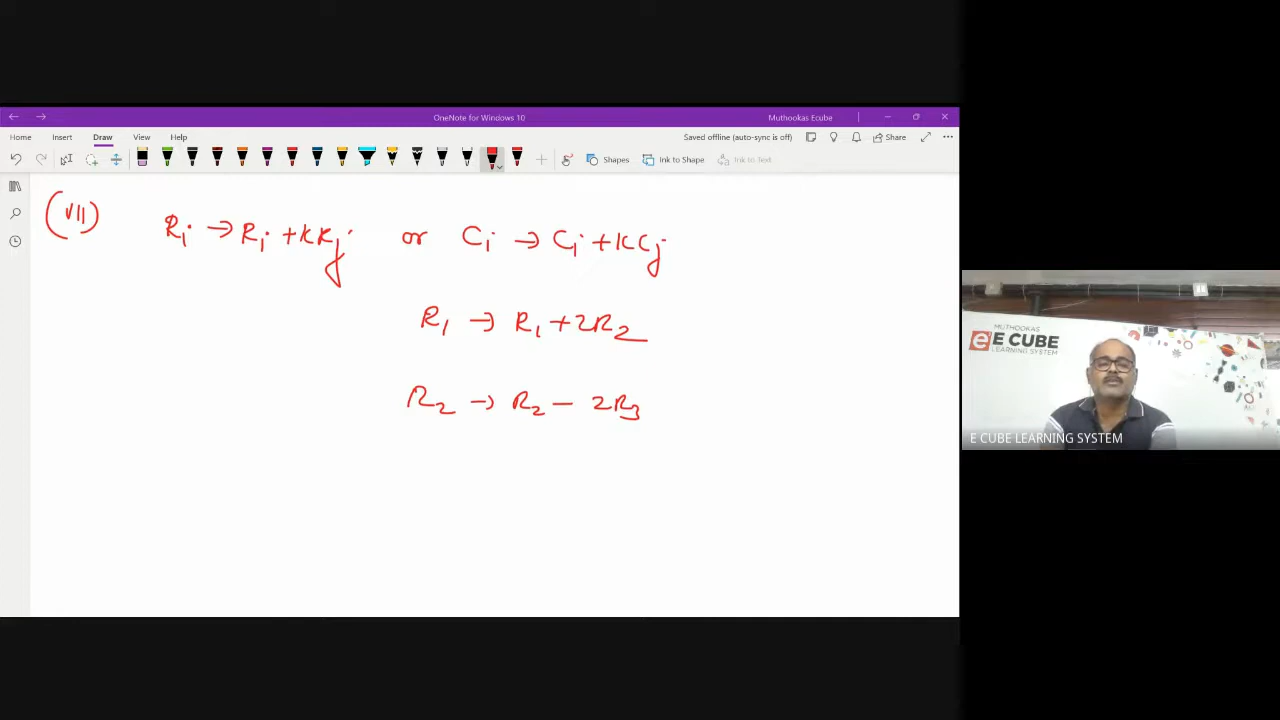 OneNote for Windows 10
Muthookas Ecube
Home Insert Draw View Help
Saved offline (auto-sync is off) Share
Shapes Ink to Shape Ink to Text
(VII) Ri → Ri + KRj or Ci → Ci + KCj
R1 → R1 + 2R2
R2 → R2 − 2R3
MUTHOOKAS
e E CUBE
LEARNING SYSTEM
E CUBE LEARNING SYSTEM